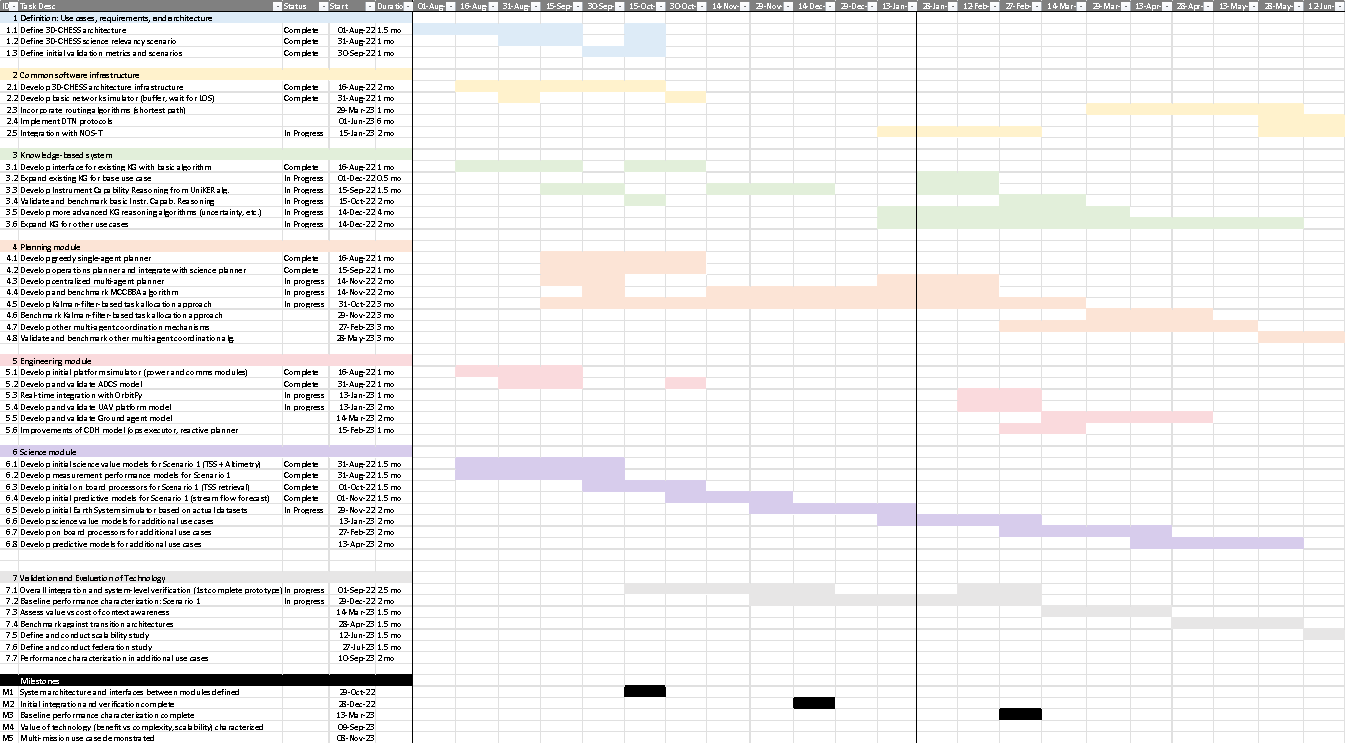 ID Task Desc Status Start Duratio 01-Aug- 16-Aug- 31-Aug- 15-Sep- 30-Sep- 15-Oct- 30-Oct- 14-Nov- 29-Nov- 14-Dec- 29-Dec- 13-Jan- 28-Jan- 12-Feb- 27-Feb- 14-Mar- 29-Mar- 13-Apr- 28-Apr- 13-May- 28-May- 12-Jun-
1 Definition: Use cases, requirements, and architecture
1.1 Define 3D-CHESS architecture Complete 01-Aug-22 1.5 mo
1.2 Define 3D-CHESS science relevancy scenario Complete 31-Aug-22 1 mo
1.3 Define initial validation metrics and scenarios Complete 30-Sep-22 1 mo
2 Common software infrastructure
2.1 Develop 3D-CHESS architecture infrastructure Complete 16-Aug-22 2 mo
2.2 Develop basic network simulator (buffer, wait for LOS) Complete 31-Aug-22 1 mo
2.3 Incorporate routing algorithms (shortest path) 29-Mar-23 2 mo
2.4 Implement DTN protocols 01-Jun-23 6 mo
2.5 Integration with NOS-T In Progress 15-Jan-23 2 mo
3 Knowledge-based system
3.1 Develop interface for existing KG with basic algorithm Complete 16-Aug-22 1 mo
3.2 Expand existing KG for base use case In Progress 01-Dec-22 0.5 mo
3.3 Develop Instrument Capability Reasoning from UniKER alg. In Progress 15-Sep-22 1.5 mo
3.4 Validate and benchmark basic Instr. Capab. Reasoning In Progress 15-Oct-22 2 mo
3.5 Develop more advanced KG reasoning algorithms (uncertainty, etc.) In Progress 14-Dec-22 4 mo
3.6 Expand KG for other use cases In Progress 14-Dec-22 2 mo
4 Planning module
4.1 Develop greedy single-agent planner Complete 16-Aug-22 1 mo
4.2 Develop operations planner and integrate with science planner Complete 15-Sep-22 1 mo
4.3 Develop centralized multi-agent planner In progress 14-Nov-22 2 mo
4.4 Develop and benchmark MCCBBA algorithm In progress 14-Nov-22 2 mo
4.5 Develop Kalman-filter-based task allocation approach In progress 31-Oct-22 3 mo
4.6 Benchmark Kalman-filter-based task allocation approach 29-Nov-22 3 mo
4.7 Develop other multi-agent coordination mechanisms 27-Feb-23 3 mo
4.8 Validate and benchmark other multi-agent coordination alg. 28-May-23 3 mo
5 Engineering module
5.1 Develop initial platform simulator (power and comms modules) Complete 16-Aug-22 1 mo
5.2 Develop and validate ADCS model Complete 31-Aug-22 1 mo
5.3 Real-time integration with OrbitPy In progress 13-Jan-23 1 mo
5.4 Develop and validate UAV platform model In progress 13-Jan-23 2 mo
5.5 Develop and validate Ground agent model 14-Mar-23 2 mo
5.6 Improvements of CDH model (ops executor, reactive planner 15-Feb-23 1 mo
6 Science module
6.1 Develop initial science value models for Scenario 1 (TSS + Altimetry) Complete 31-Aug-22 1.5 mo
6.2 Develop measurement performance models for Scenario 1 Complete 31-Aug-22 1.5 mo
6.3 Develop initial on board processors for Scenario 1 (TSS retrieval) Complete 01-Oct-22 1.5 mo
6.4 Develop initial predictive models for Scenario 1 (stream flow forecast) Complete 01-Nov-22 1.5 mo
6.5 Develop initial Earth System simulator based on actual datasets In Progress 29-Nov-22 2 mo
6.6 Develop science value models for additional use cases 13-Jan-23 2 mo
6.7 Develop on board processors for additional use cases 27-Feb-23 2 mo
6.8 Develop predictive models for additional use cases 13-Apr-23 2 mo
7 Validation and Evaluation of Technology
7.1 Overall integration and system-level verification (1st complete prototype) In progress 01-Sep-22 2.5 mo
7.2 Baseline performance characterization: Scenario 1 In progress 29-Dec-22 2 mo
7.3 Assess value vs cost of context awareness 14-Mar-23 1.5 mo
7.4 Benchmark against transition architectures 28-Apr-23 1.5 mo
7.5 Define and conduct scalability study 12-Jun-23 1.5 mo
7.6 Define and conduct federation study 27-Jul-23 1.5 mo
7.7 Performance characterization in additional use cases 10-Sep-23 2 mo
Milestones
M1 System architecture and interfaces between modules defined 29-Oct-22
M2 Initial integration and verification complete 28-Dec-22
M3 Baseline performance characterization complete 13-Mar-23
M4 Value of technology (benefit vs complexity, scalability) characterized 09-Sep-23
M5 Multi-mission use case demonstrated 08-Nov-23